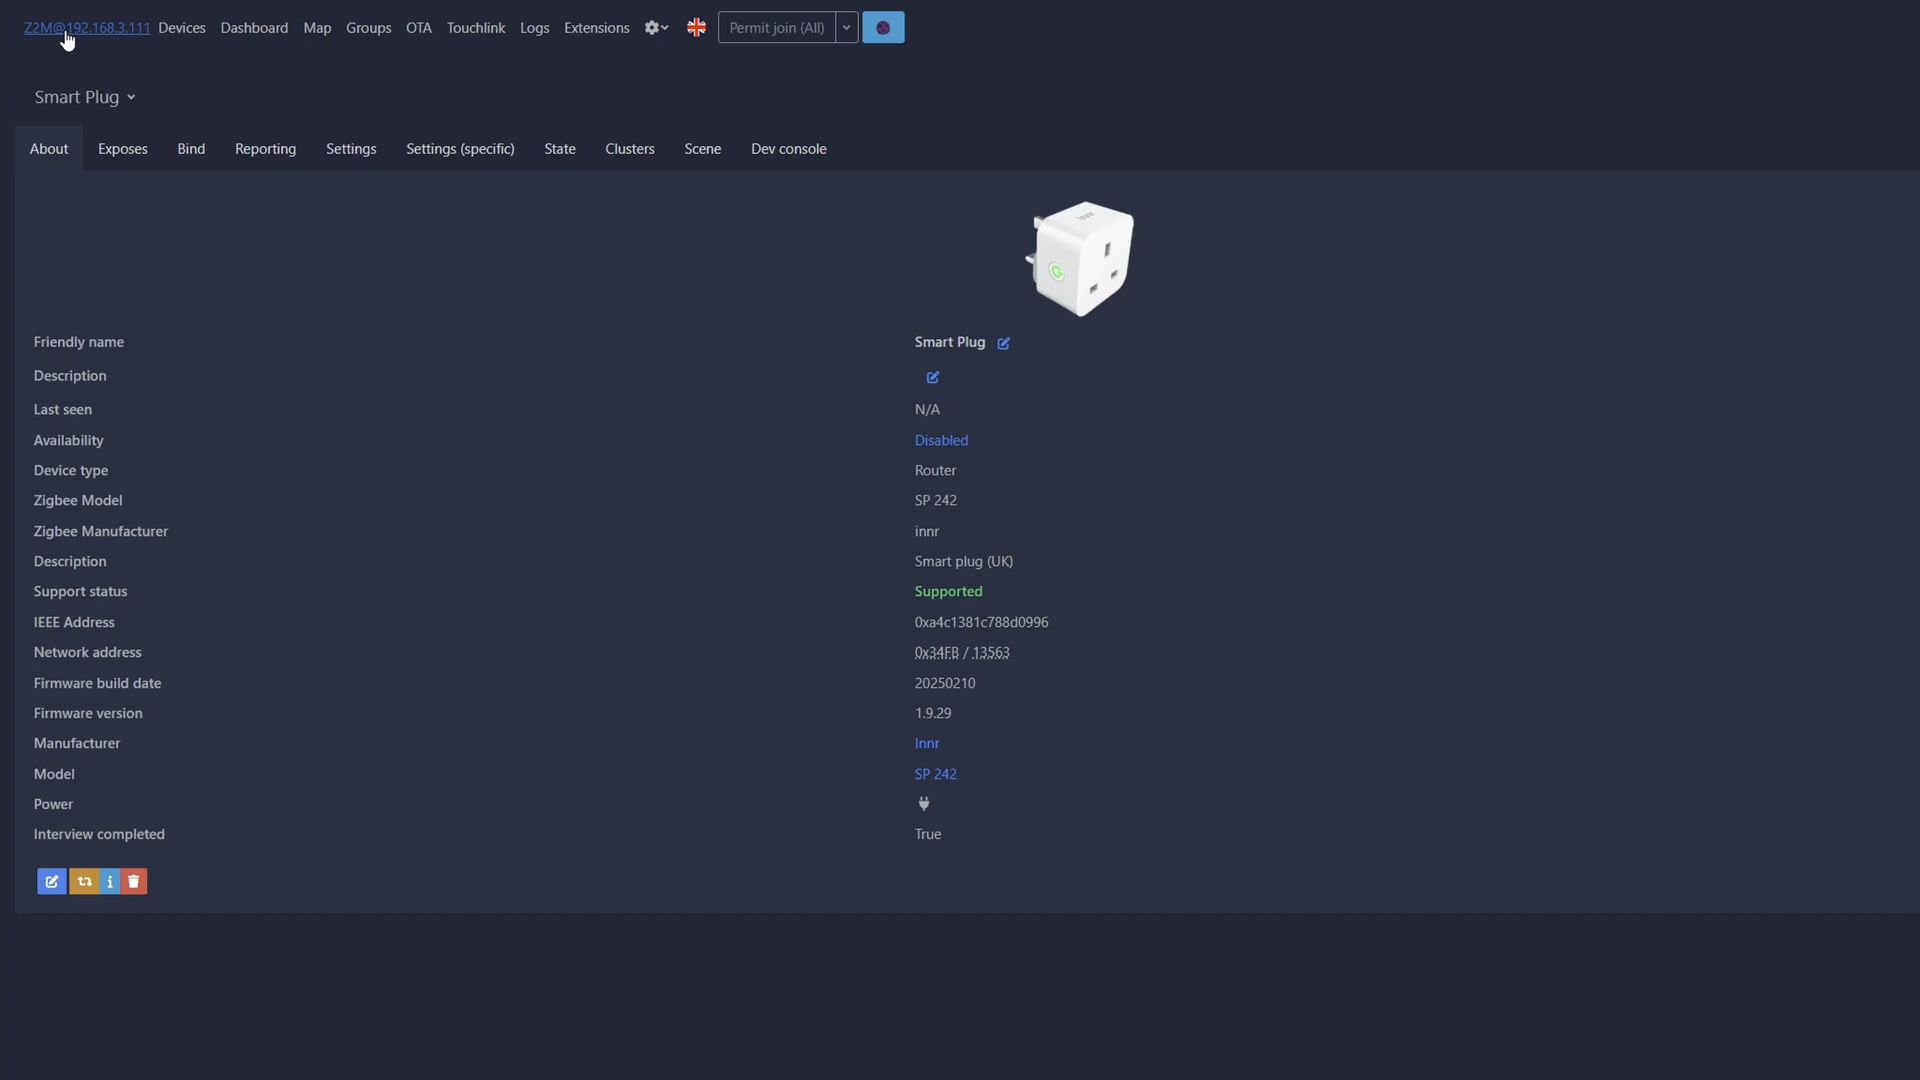 Z2M@192.168.3.111 Devices Dashboard Map Groups OTA Touchlink Logs Extensions Permit join (All)
Smart Plug
About Exposes Bind Reporting Settings Settings (specific) State Clusters Scene Dev console
innr
Friendly name Smart Plug
Description
Last seen N/A
Availability Disabled
Device type Router
Zigbee Model SP 242
Zigbee Manufacturer innr
Description Smart plug (UK)
Support status Supported
IEEE Address 0xa4c1381c788d0996
Network address 0x34FB / 13563
Firmware build date 20250210
Firmware version 1.9.29
Manufacturer Innr
Model SP 242
Power
Interview completed True